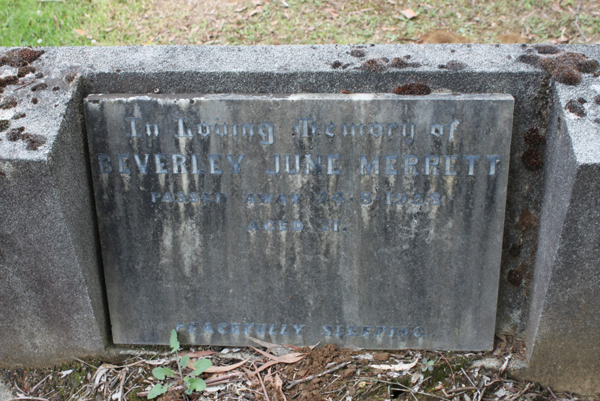 In Loving Memory of
BEVERLEY JUNE MERRETT
PASSED AWAY
AGED
PEACEFULLY SLEEPING